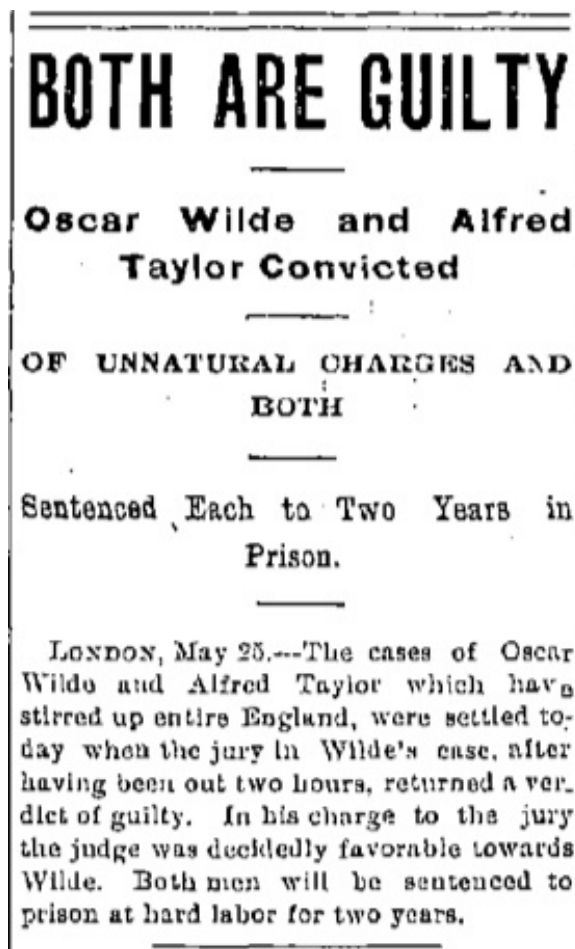 BOTH ARE GUILTY
Oscar Wilde and Alfred
Taylor Convicted
OF UNNATURAL CHARGES AND
BOTH
Sentenced Each to Two Years in
Prison.
LONDON, May 25.---The cases of Oscar
Wilde and Alfred Taylor which have
stirred up entire England, were settled to-
day when the jury in Wilde's case, after
having been out two hours, returned a ver-
dict of guilty. In his charge to the jury
the judge was decidedly favorable towards
Wilde. Both men will be sentenced to
prison at hard labor for two years.